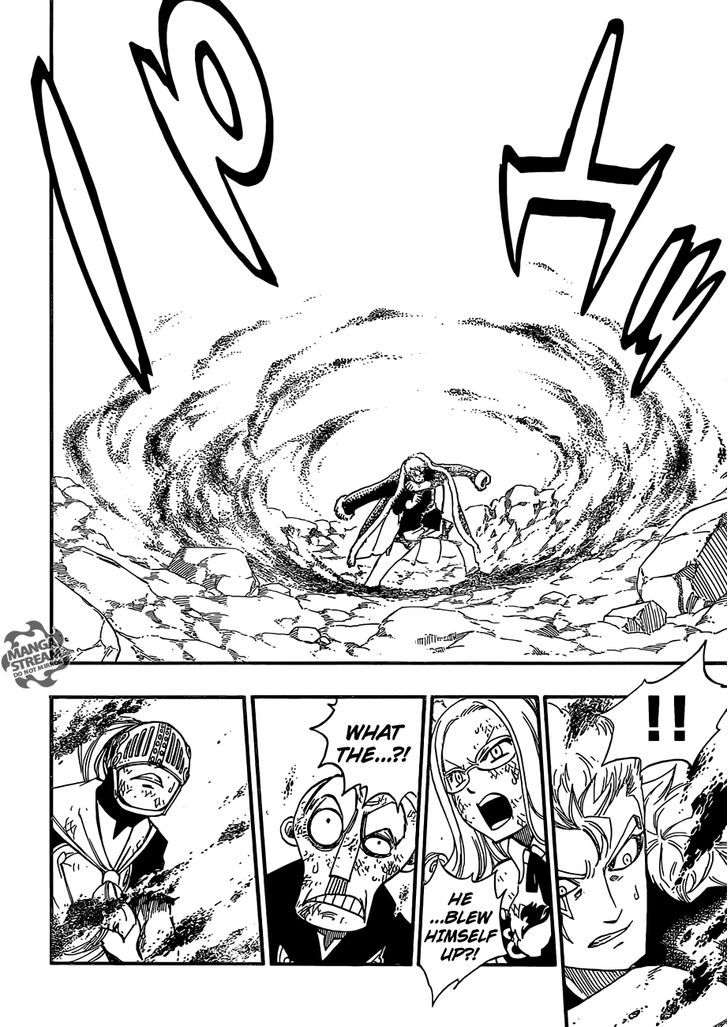 MANGA
STREAM
DO NOT MIRROR
!!
HE
...BLEW
HIMSELF
UP?!
WHAT
THE...?!